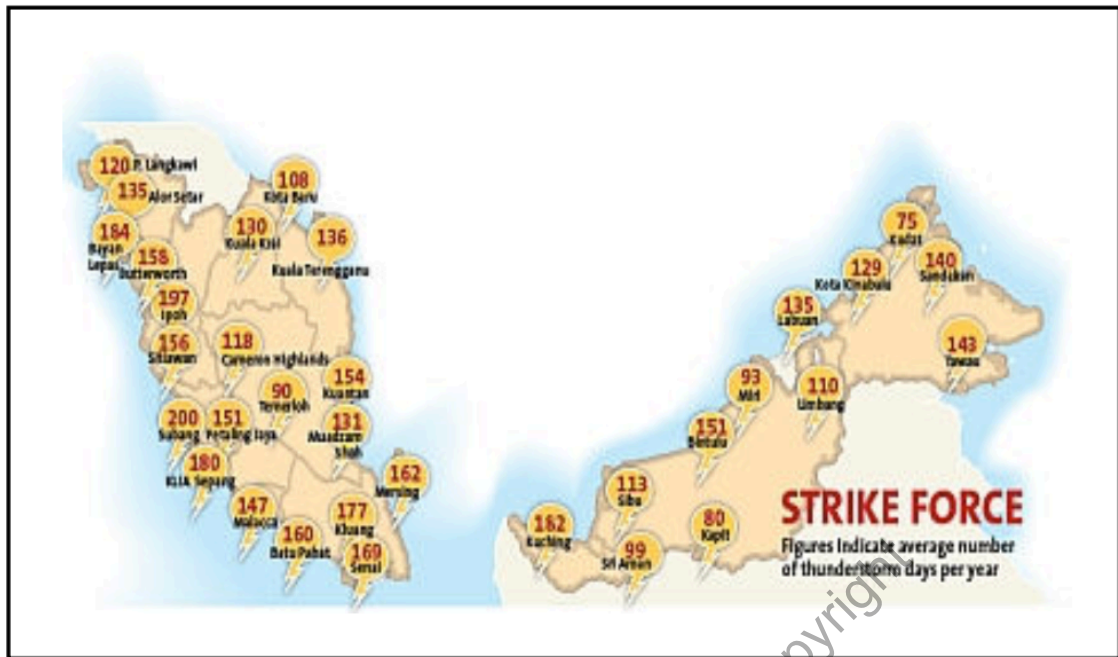 120 P. Langkawi
135 Alor Setar
108
Kota Baru
184
Bayan
Lepas
130
Kuala Krai
136
Kuala Terengganu
158
Butterworth
197
Ipoh
156
Sitiawan
118
Cameron Highlands
154
Kuantan
90
Temerloh
200
Subang
151
Petaling Jaya
131
Muadzam
Shah
180
KLIA Sepang
162
Mersing
147
Malacca
177
Kluang
160
Batu Pahat
169
Senai
75
Kudat
129
Kota Kinabalu
140
Sandakan
135
Labuan
143
Tawau
93
Miri
110
Limbang
151
Bintulu
113
Sibu
182
Kuching
99
Sri Aman
80
Kapit
STRIKE FORCE
Figures indicate average number
of thunderstorm days per year